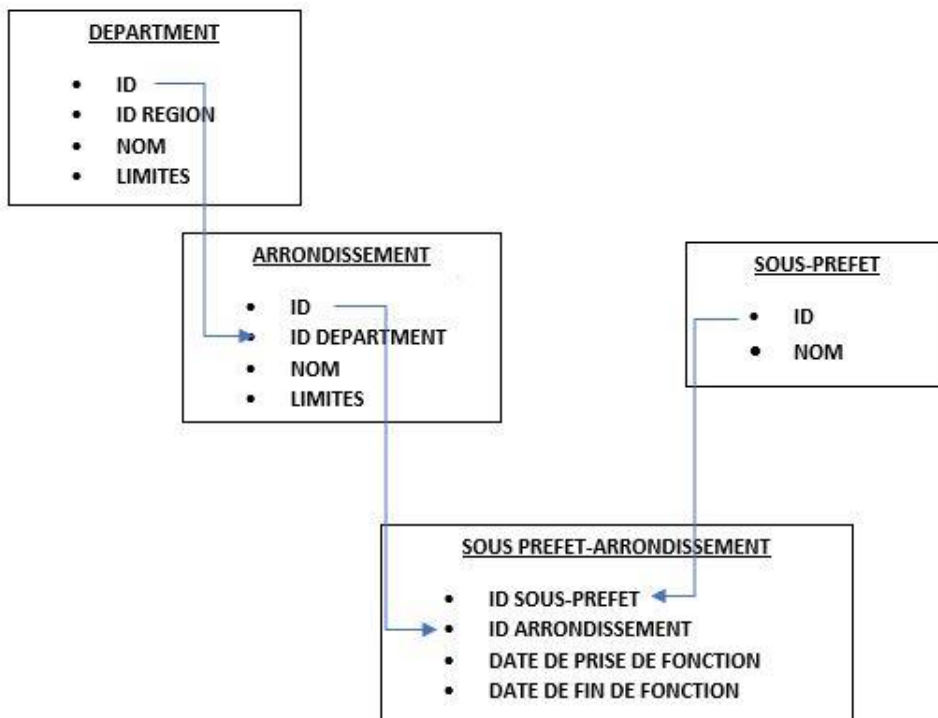 DEPARTMENT
• ID
• ID REGION
• NOM
• LIMITES
ARRONDISSEMENT
• ID
• ID DEPARTMENT
• NOM
• LIMITES
SOUS-PREFET
• ID
• NOM
SOUS PREFET-ARRONDISSEMENT
• ID SOUS-PREFET
• ID ARRONDISSEMENT
• DATE DE PRISE DE FONCTION
• DATE DE FIN DE FONCTION